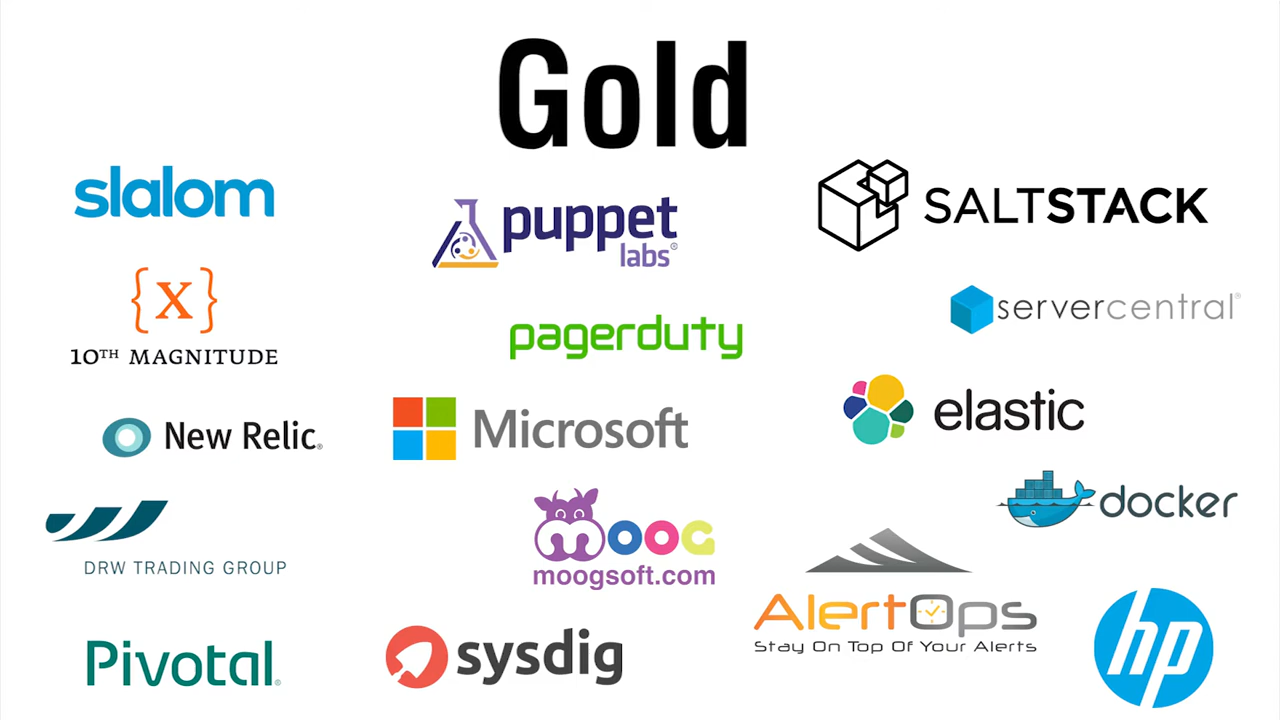 Gold
slalom
puppet
labs®
SALTSTACK
{x}
10TH MAGNITUDE
pagerduty
servercentral®
New Relic®
Microsoft
elastic
docker
DRW TRADING GROUP
moog
moogsoft.com
AlertOps
Stay On Top Of Your Alerts
hp
Pivotal®
sysdig